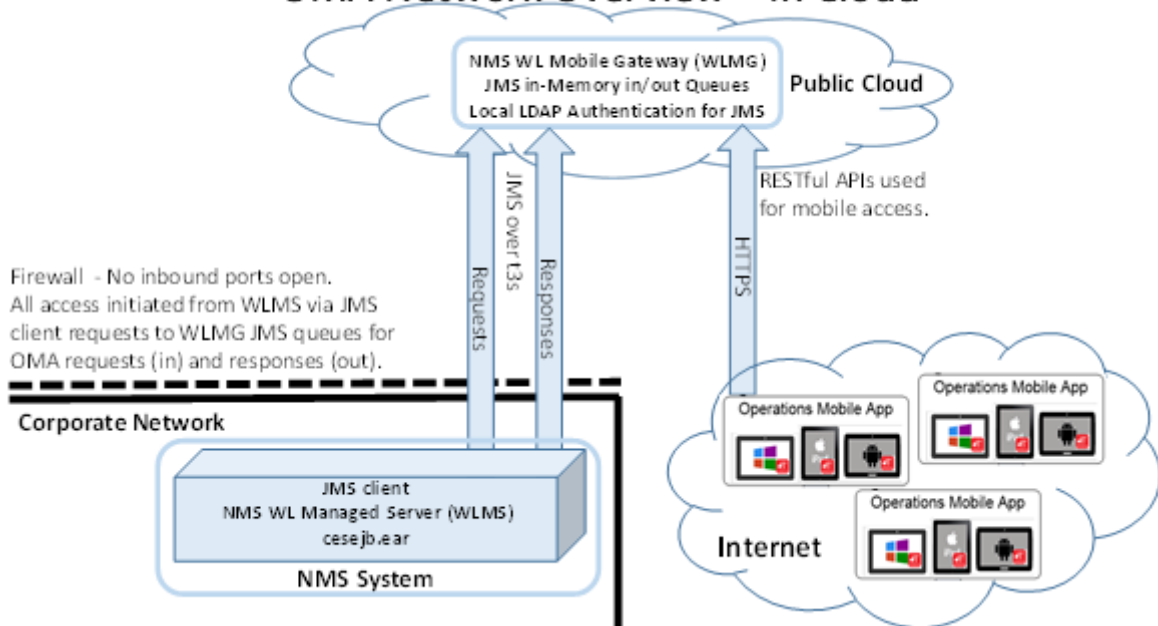 NMS WL Mobile Gateway (WLMG)
JMS in-Memory in/out Queues
Local LDAP Authentication for JMS
Public Cloud
RESTful APIs used
for mobile access.
JMS over t3s
Requests
Responses
HTTPS
Firewall - No inbound ports open.
All access initiated from WLMS via JMS
client requests to WLMG JMS queues for
OMA requests (in) and responses (out).
Corporate Network
JMS client
NMS WL Managed Server (WLMS)
cesejb.ear
NMS System
Operations Mobile App
Operations Mobile App
Operations Mobile App
Internet